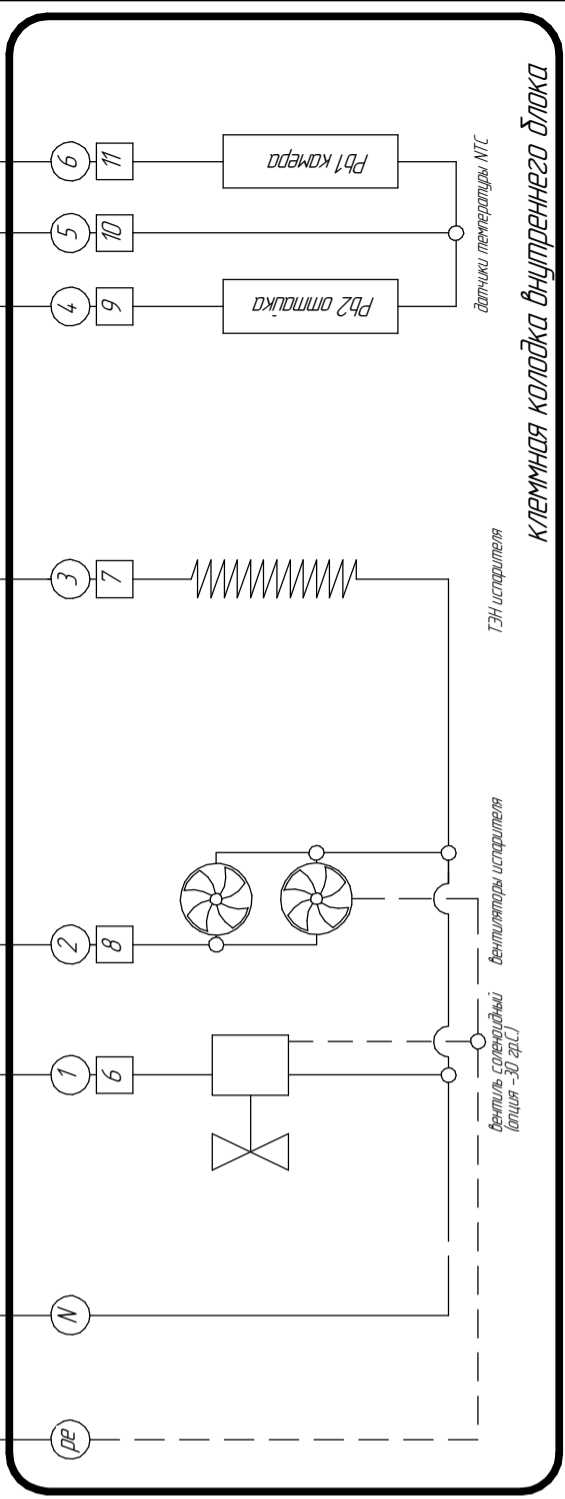 pe
N
1
6
2
8
3
7
4
9
5
10
6
11
Pb2 оттайка
Pb1 камера
вентиль соленоидный
(опция -30 гр.С)
вентиляторы испарителя
ТЭН испарителя
датчики температуры NTC
клеммная колодка внутреннего блока